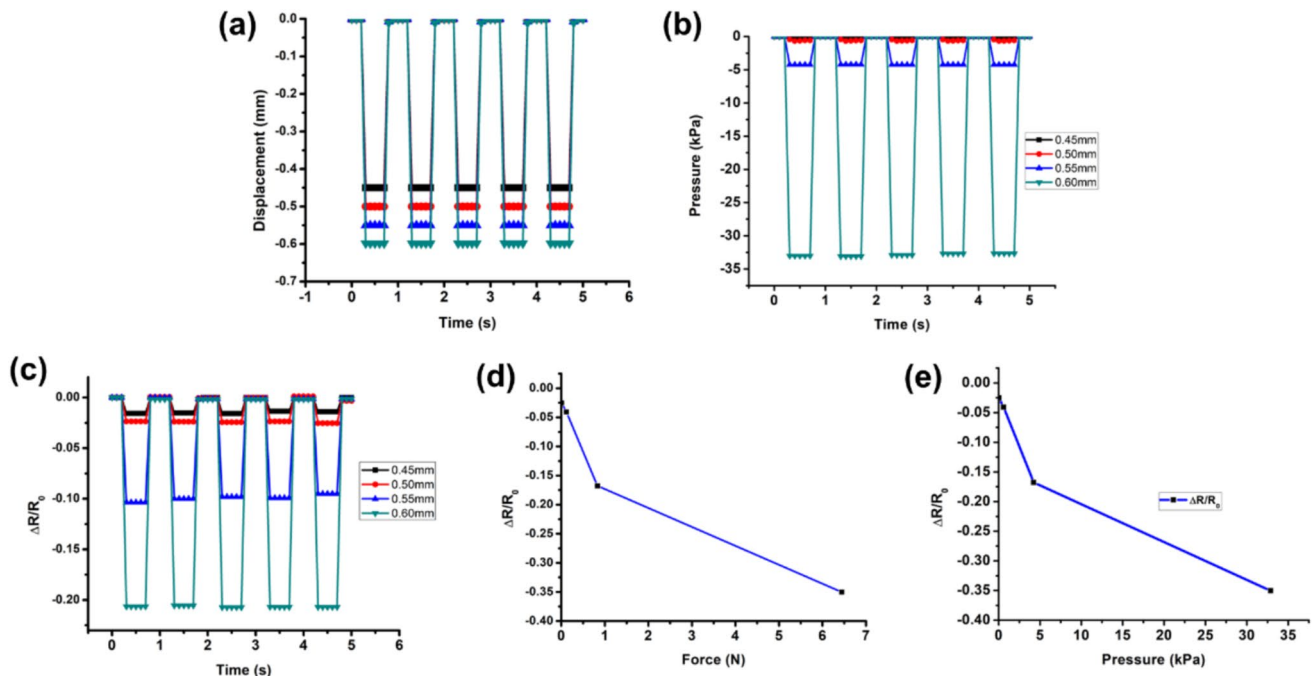 (a)
0.0
-0.1
-0.2
-0.3
-0.4
-0.5
-0.6
-0.7
Displacement (mm)
-1 0 1 2 3 4 5 6
Time (s)
(b)
0
-5
-10
-15
-20
-25
-30
-35
Pressure (kPa)
0.45mm
0.50mm
0.55mm
0.60mm
0 1 2 3 4 5
Time (s)
(c)
0.00
-0.05
-0.10
-0.15
-0.20
ΔR/R₀
0.45mm
0.50mm
0.55mm
0.60mm
0 1 2 3 4 5 6
Time (s)
(d)
0.00
-0.05
-0.10
-0.15
-0.20
-0.25
-0.30
-0.35
-0.40
ΔR/R₀
0 1 2 3 4 5 6 7
Force (N)
(e)
0.00
-0.05
-0.10
-0.15
-0.20
-0.25
-0.30
-0.35
-0.40
ΔR/R₀
ΔR/R₀
0 5 10 15 20 25 30 35
Pressure (kPa)